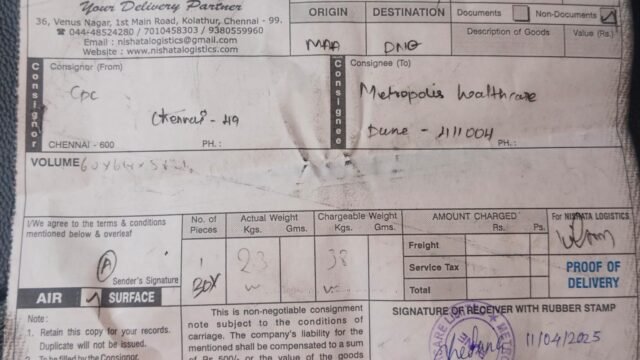 Your Delivery Partner
36, Venus Nagar, 1st Main Road, Kolathur, Chennai - 99.
☎ 044-48524280 / 7010458303 / 9380559960
Email : nishatalogistics@gmail.com
Website : www.nishatalogistics.com
ORIGIN DESTINATION
MAA
Documents Non-Documents ✓
Description of Goods Value (Rs.)
Consignor
Consignor (From)
CDC
Chennai - 49
CHENNAI - 600 PH. :
Consignee
Consignee (To)
Metropolis healthcare
Pune - 411004
PH. :
VOLUME
I/We agree to the terms & conditions
mentioned below & overleaf
Sender's Signature
AIR ✓ SURFACE
No. of
Pieces
1
BOX
Actual Weight
Kgs. Gms.
23
Chargeable Weight
Kgs. Gms.
38
AMOUNT CHARGED
Rs. Ps.
Freight
Service Tax
Total
For NISHATA LOGISTICS
PROOF OF
DELIVERY
Note :
1. Retain this copy for your records.
Duplicate will not be issued.
2. To be filled by the Consignor.
This is non-negotiable consignment
note subject to the conditions of
carriage. The company's liability for the
mentioned shall be compensated to a sum
of Rs 500/- or the value of the goods
SIGNATURE OF RECEIVER WITH RUBBER STAMP
11/04/2025